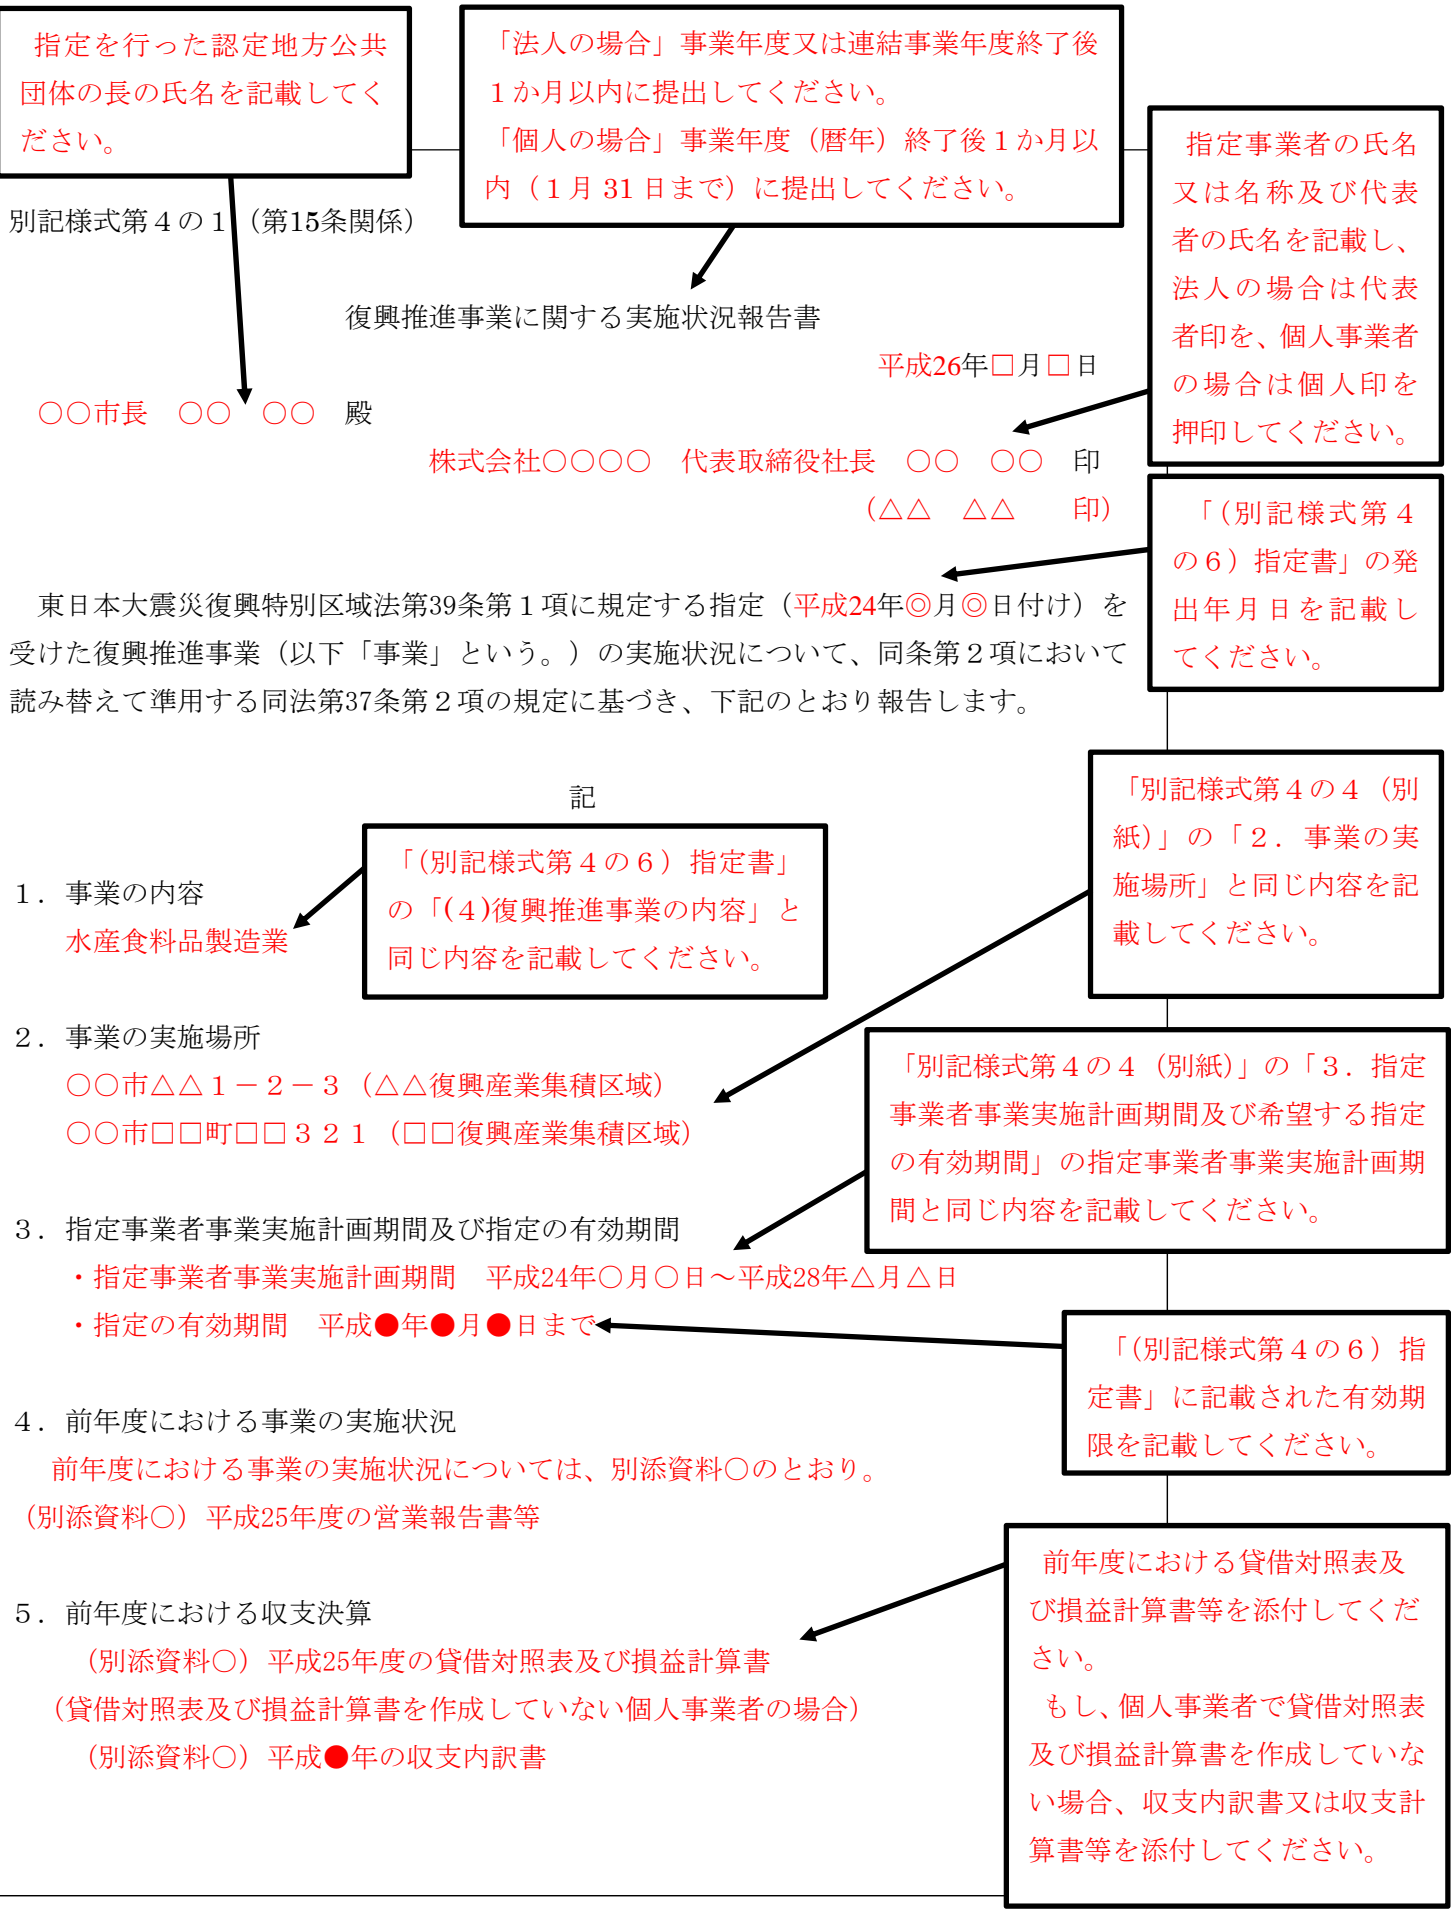 指定を行った認定地方公共
団体の長の氏名を記載してく
ださい。
「法人の場合」事業年度又は連結事業年度終了後
１か月以内に提出してください。
「個人の場合」事業年度（暦年）終了後１か月以
内（１月 31 日まで）に提出してください。
指定事業者の氏名
又は名称及び代表
者の氏名を記載し、
法人の場合は代表
者印を、個人事業者
の場合は個人印を
押印してください。
別記様式第４の１（第15条関係）
復興推進事業に関する実施状況報告書
平成26年□月□日
○○市長　○○　○○　殿
株式会社○○○○　代表取締役社長　○○　○○　印
（△△　△△　　印）
「（別記様式第４
の６）指定書」の発
出年月日を記載し
てください。
東日本大震災復興特別区域法第39条第１項に規定する指定（平成24年◎月◎日付け）を
受けた復興推進事業（以下「事業」という。）の実施状況について、同条第２項において
読み替えて準用する同法第37条第２項の規定に基づき、下記のとおり報告します。
記
「（別記様式第４の６）指定書」
の「(４)復興推進事業の内容」と
同じ内容を記載してください。
「別記様式第４の４（別
紙）」の「２．事業の実
施場所」と同じ内容を記
載してください。
１．事業の内容
水産食料品製造業
２．事業の実施場所
○○市△△１－２－３（△△復興産業集積区域）
○○市□□町□□３２１（□□復興産業集積区域）
「別記様式第４の４（別紙）」の「３．指定
事業者事業実施計画期間及び希望する指定
の有効期間」の指定事業者事業実施計画期
間と同じ内容を記載してください。
３．指定事業者事業実施計画期間及び指定の有効期間
・指定事業者事業実施計画期間　平成24年○月○日～平成28年△月△日
・指定の有効期間　平成●年●月●日まで
「（別記様式第４の６）指
定書」に記載された有効期
限を記載してください。
４．前年度における事業の実施状況
前年度における事業の実施状況については、別添資料○のとおり。
（別添資料○）平成25年度の営業報告書等
５．前年度における収支決算
（別添資料○）平成25年度の貸借対照表及び損益計算書
（貸借対照表及び損益計算書を作成していない個人事業者の場合）
（別添資料○）平成●年の収支内訳書
前年度における貸借対照表及
び損益計算書等を添付してくだ
さい。
もし、個人事業者で貸借対照表
及び損益計算書を作成していな
い場合、収支内訳書又は収支計
算書等を添付してください。